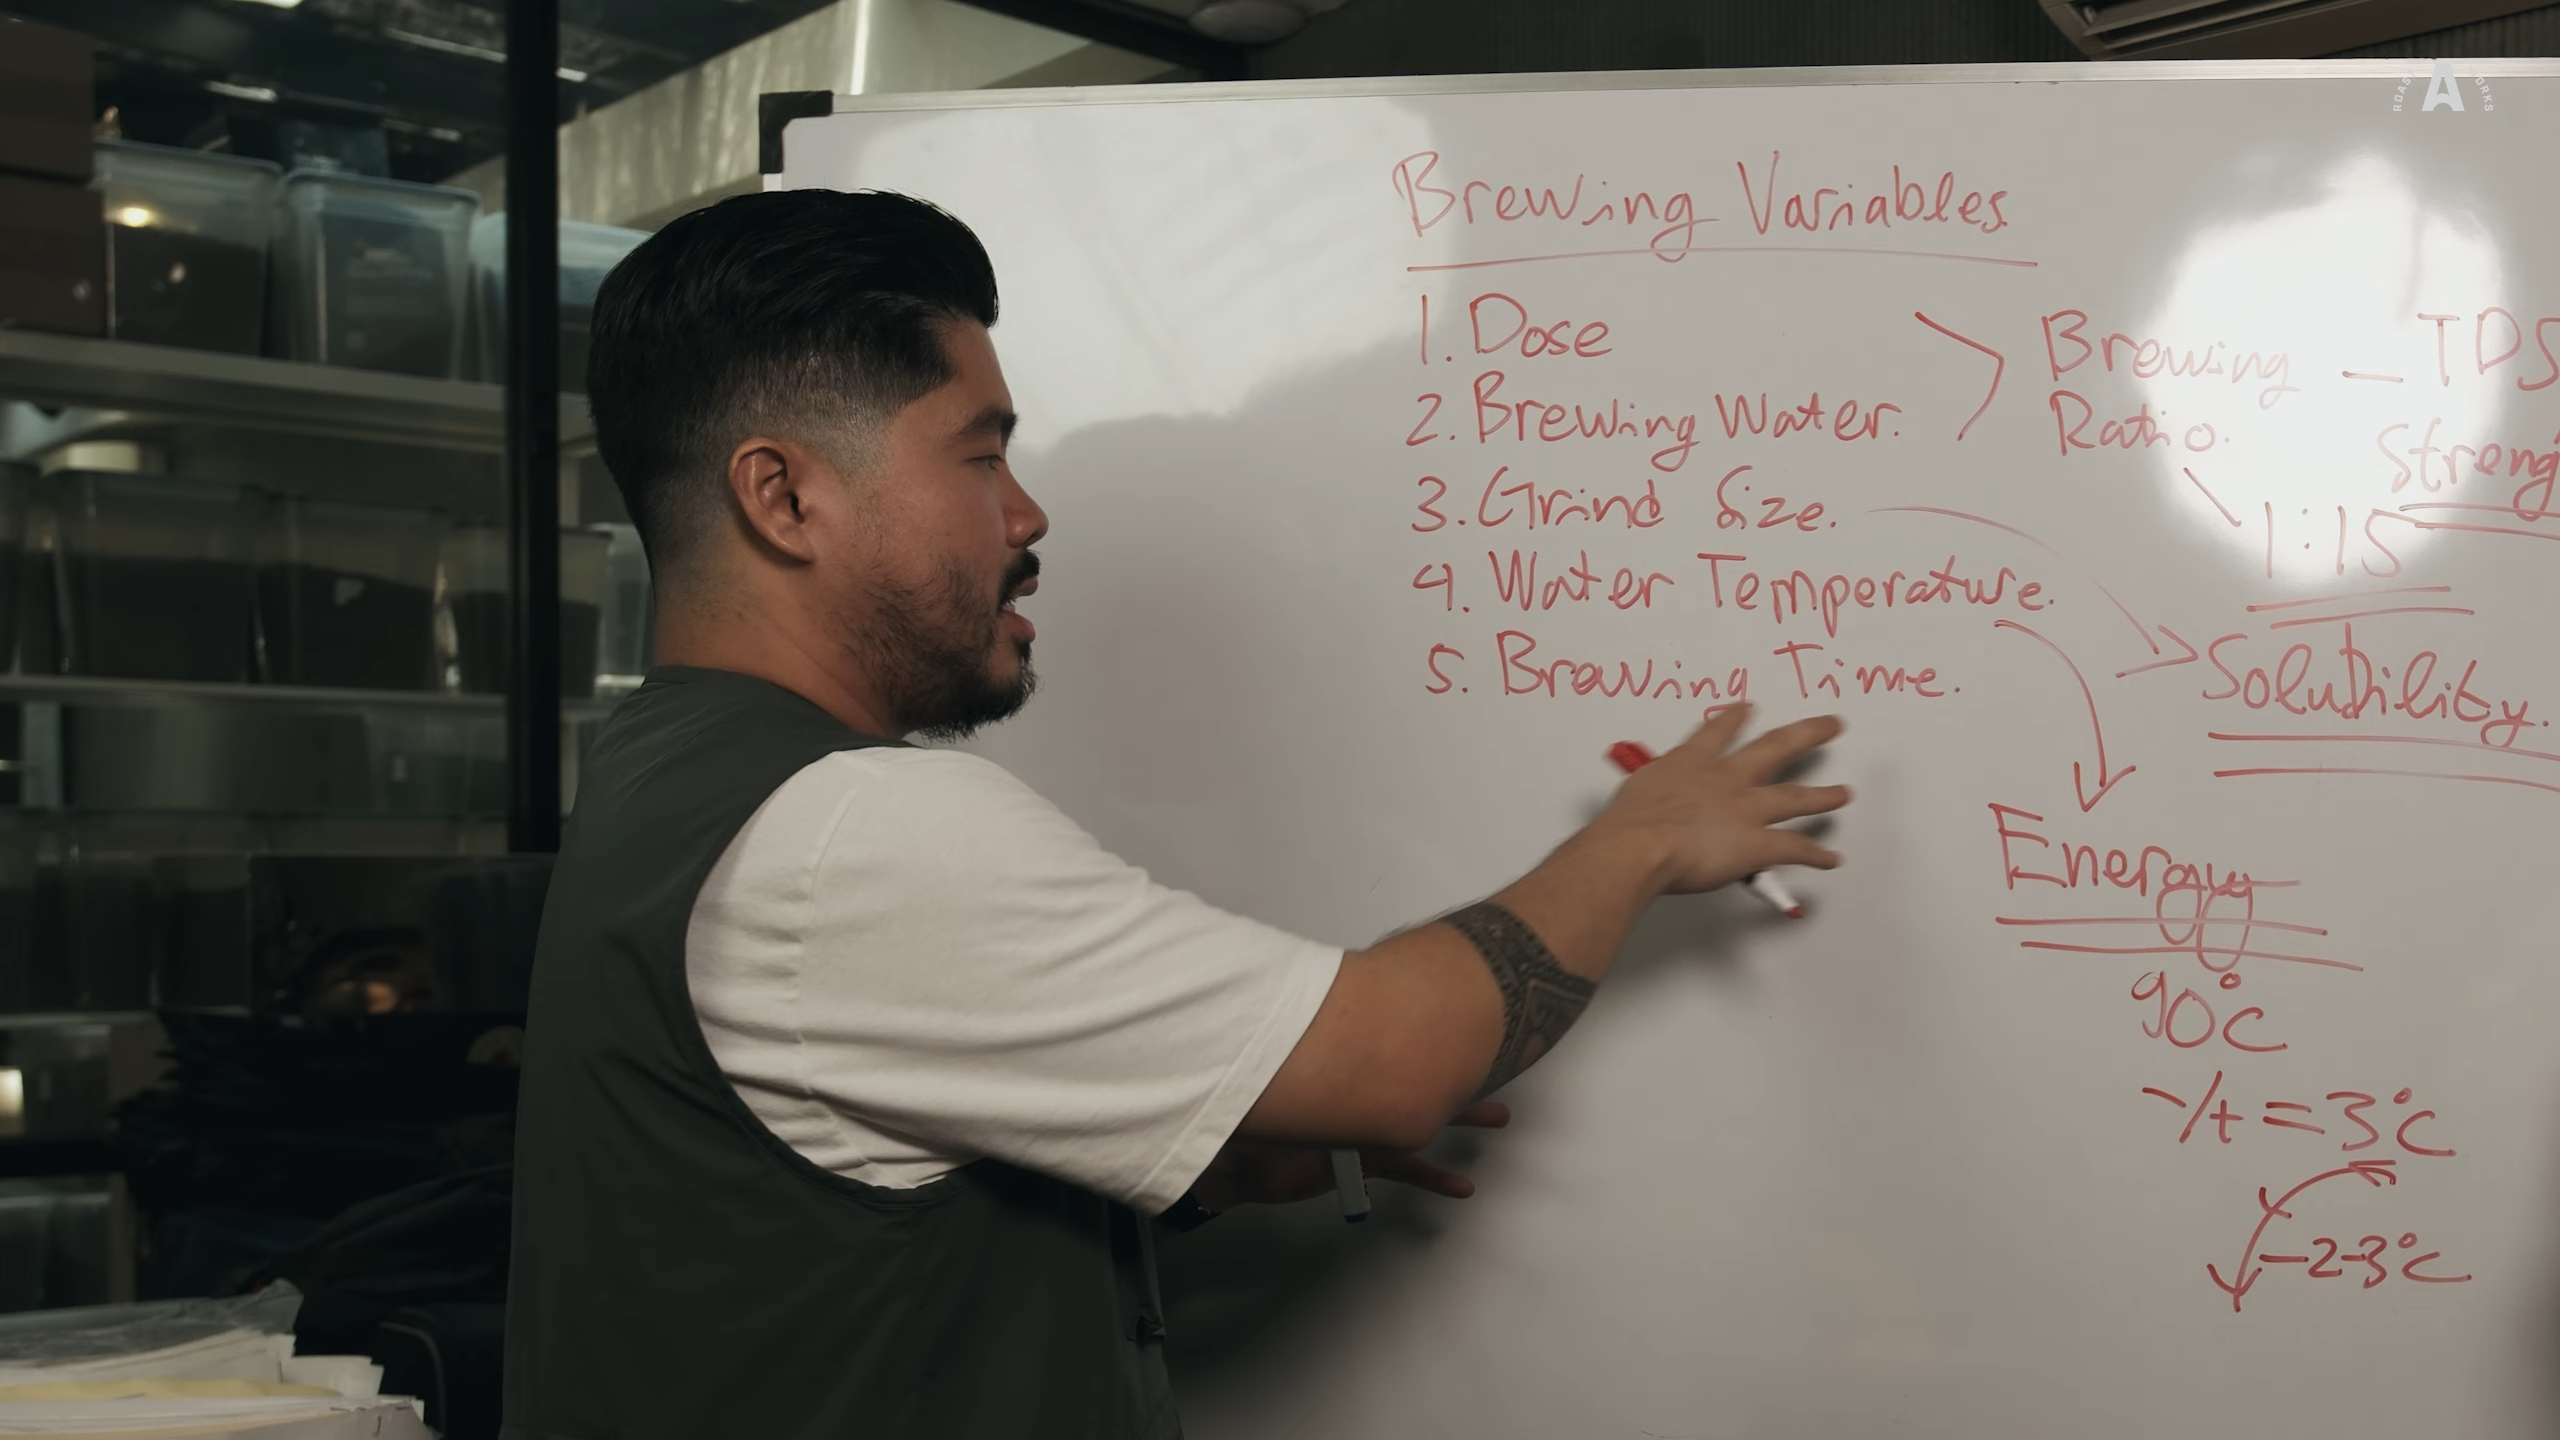 Brewing Variables
1. Dose
2. Brewing Water.
3. Grind Size.
4. Water Temperature.
5. Brewing Time.
Brewing Ratio.
TDS
1:15
Solubility.
Energy
90°C
-/+ = 3°C
-2-3°C
A